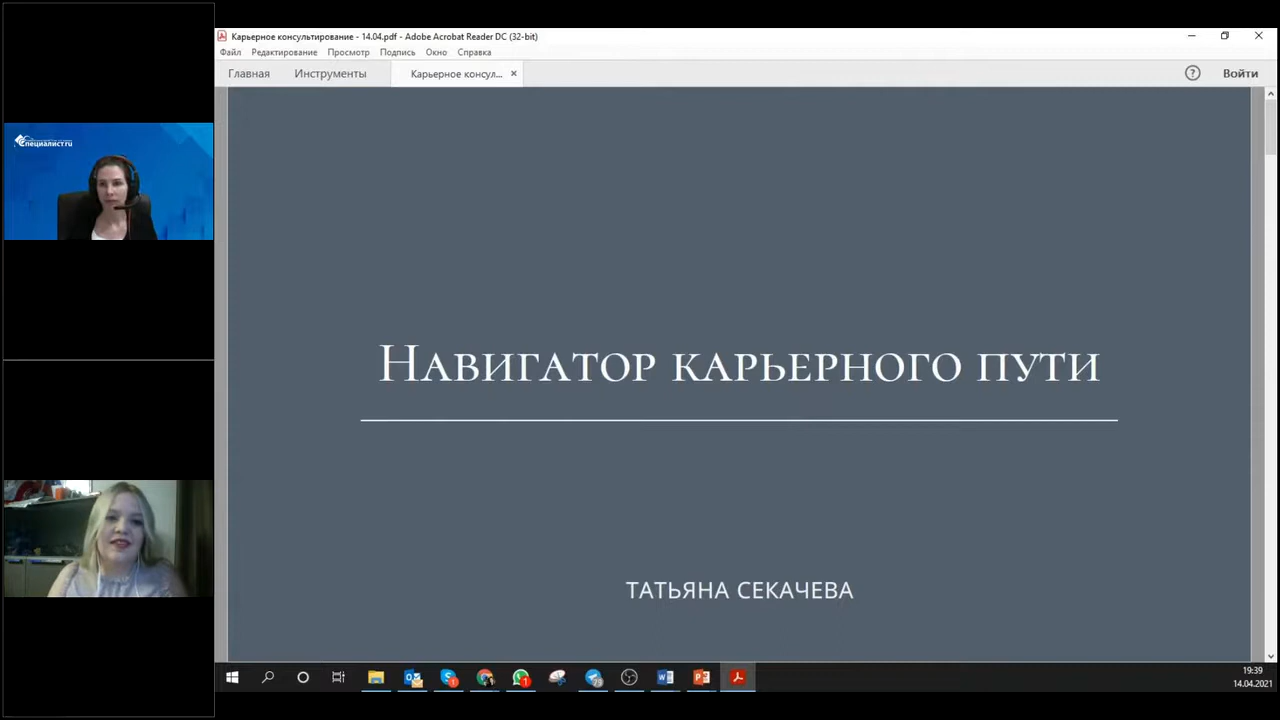 Карьерное консультирование - 14.04.pdf - Adobe Acrobat Reader DC (32-bit)
Файл Редактирование Просмотр Подпись Окно Справка
Главная Инструменты Карьерное консул... Войти
Специалист.ru
НАВИГАТОР КАРЬЕРНОГО ПУТИ
ТАТЬЯНА СЕКАЧЕВА
19:39
14.04.2021